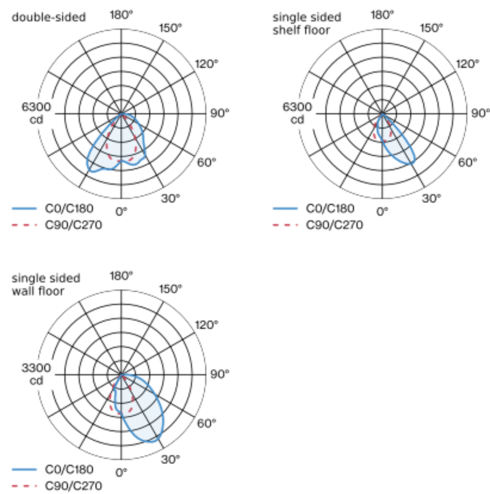 double-sided
180°
150°
120°
6300
cd
90°
60°
30°
0°
C0/C180
C90/C270
single sided
shelf floor
180°
150°
120°
6300
cd
90°
60°
30°
0°
C0/C180
C90/C270
single sided
wall floor
180°
150°
120°
3300
cd
90°
60°
30°
0°
C0/C180
C90/C270